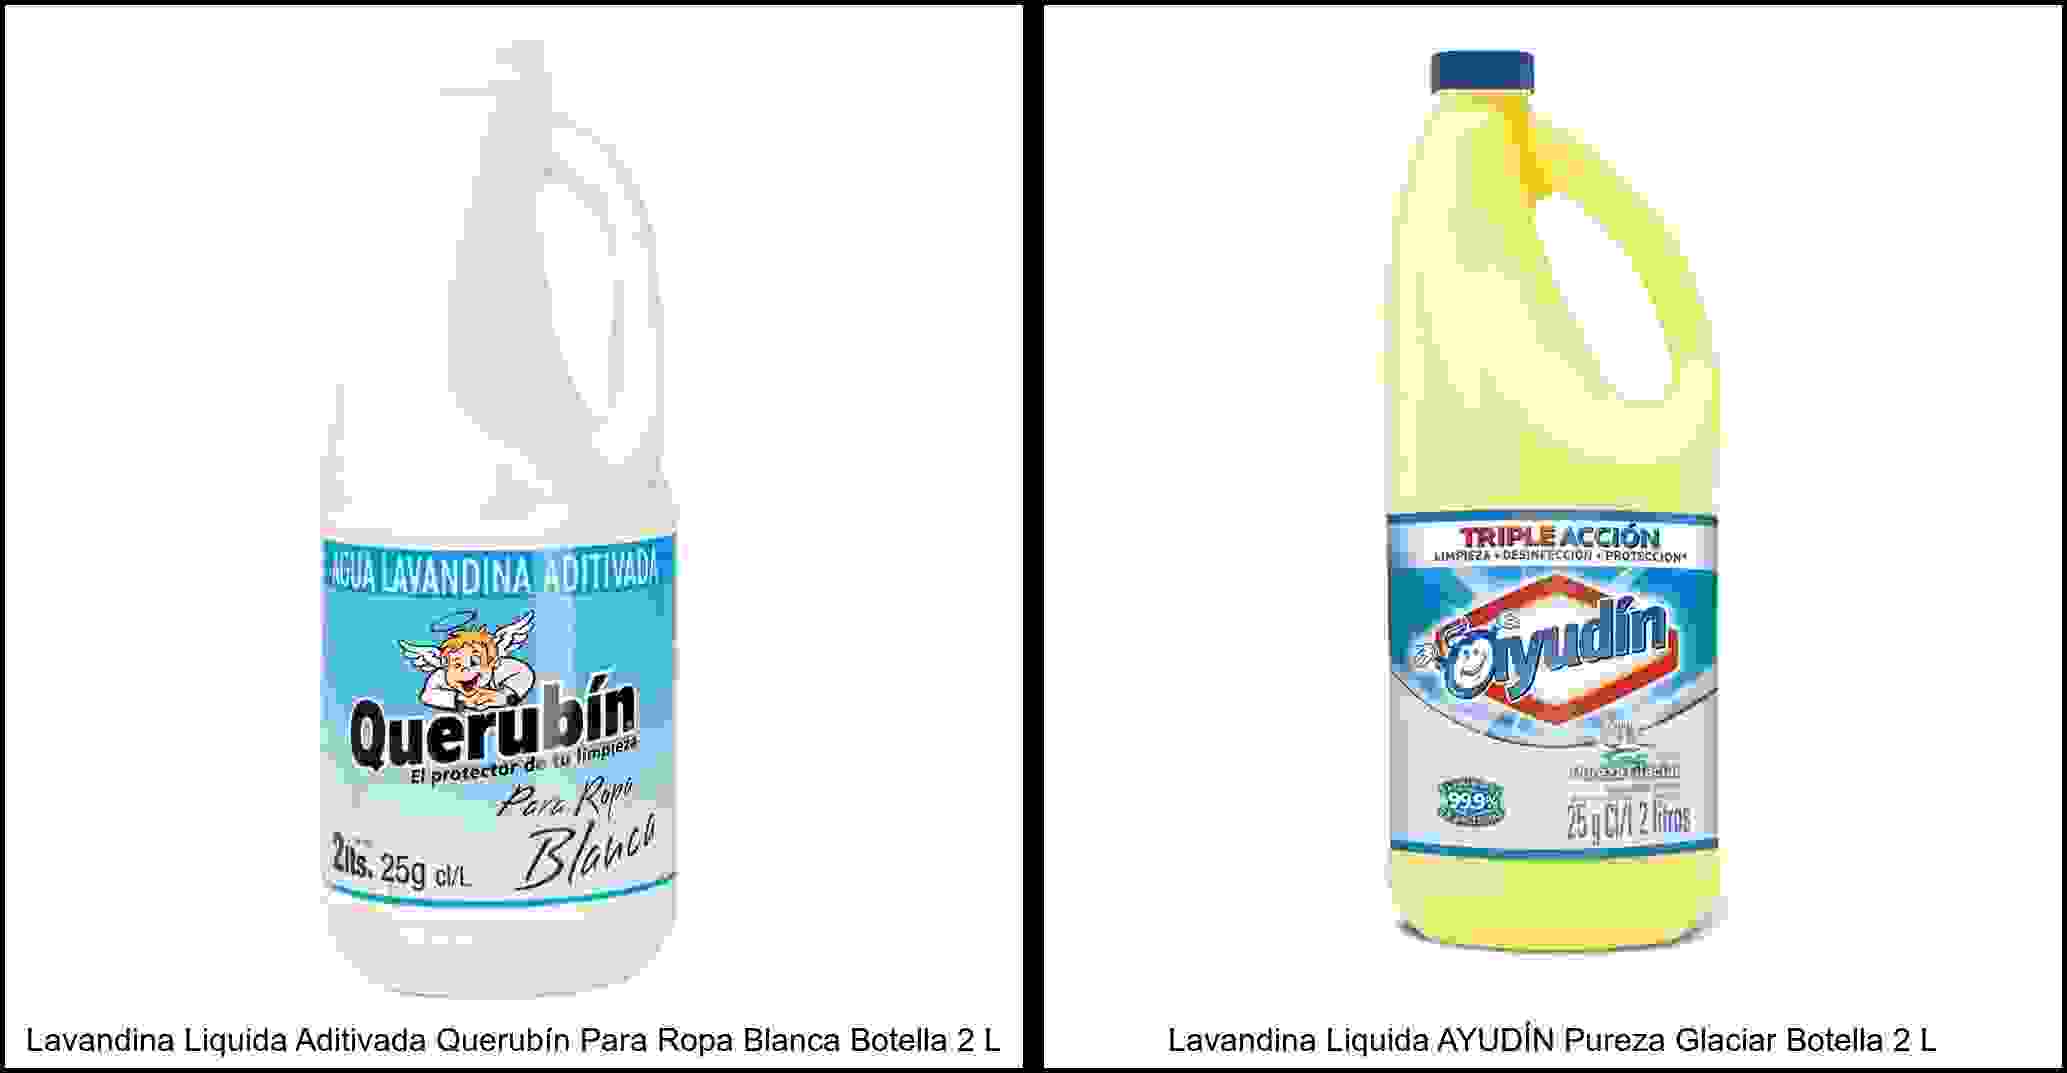 AGUA LAVANDINA ADITIVADA
Querubín
El protector de tu limpieza
Para Ropa
Blanca
2lts. 25g cl/L
Lavandina Liquida Aditivada Querubín Para Ropa Blanca Botella 2 L
TRIPLE ACCIÓN
LIMPIEZA • DESINFECCIÓN • PROTECCIÓN
Ayudín
99.9%
25 g Cl/l 2 litros
Lavandina Liquida AYUDÍN Pureza Glaciar Botella 2 L